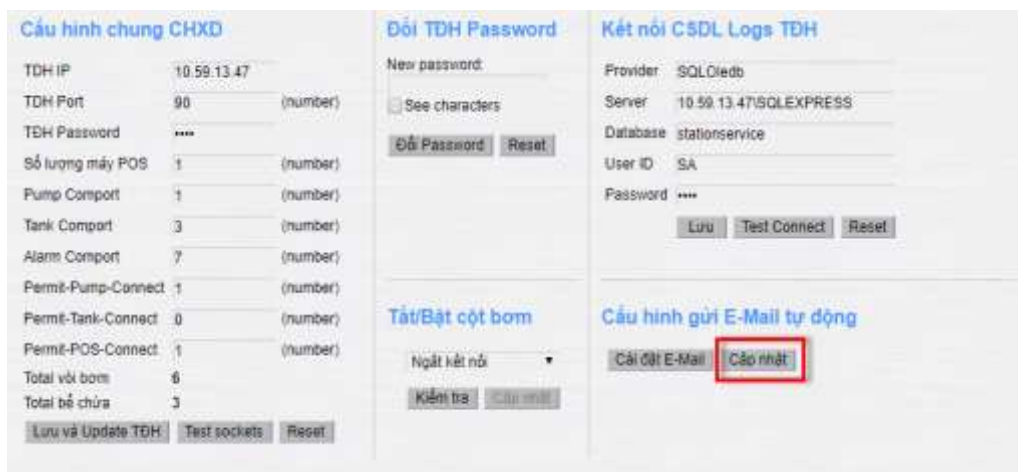 Cấu hình chung CHXD
TDH IP 10.59.13.47
TDH Port 90 (number)
TĐH Password ••••
Số lượng máy POS 1 (number)
Pump Comport 1 (number)
Tank Comport 3 (number)
Alarm Comport 7 (number)
Permit-Pump-Connect 1 (number)
Permit-Tank-Connect 0 (number)
Permit-POS-Connect 1 (number)
Total vòi bơm 6
Total bể chứa 3
Lưu và Update TĐH Test sockets Reset
Đổi TDH Password
New password:
See characters
Đổi Password Reset
Tắt/Bật cột bơm
Ngắt kết nối
Kiểm tra Cập nhật
Kết nối CSDL Logs TĐH
Provider SQLOledb
Server 10.59.13.47\SQLEXPRESS
Database stationservice
User ID SA
Password ••••
Lưu Test Connect Reset
Cấu hình gửi E-Mail tự động
Cài đặt E-Mail Cập nhật